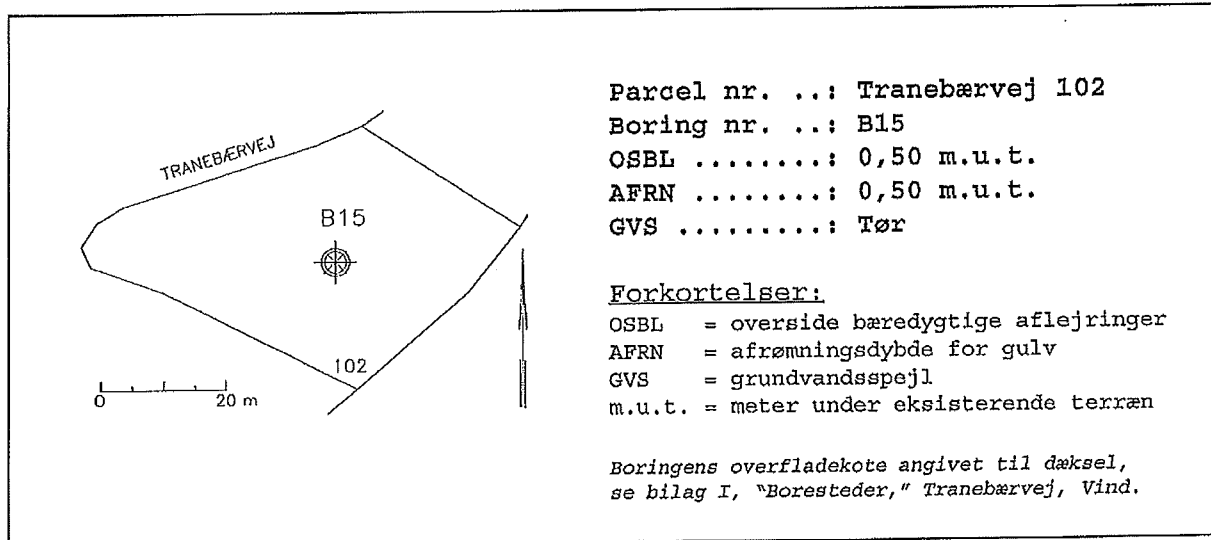 TRANEBÆRVEJ
B15
102
0 20 m
Parcel nr. ..: Tranebærvej 102
Boring nr. ..: B15
OSBL ........: 0,50 m.u.t.
AFRN ........: 0,50 m.u.t.
GVS .........: Tør
Forkortelser:
OSBL = overside bæredygtige aflejringer
AFRN = afrømningsdybde for gulv
GVS = grundvandsspejl
m.u.t. = meter under eksisterende terræn
Boringens overfladekote angivet til dæksel,
se bilag I, "Boresteder," Tranebærvej, Vind.